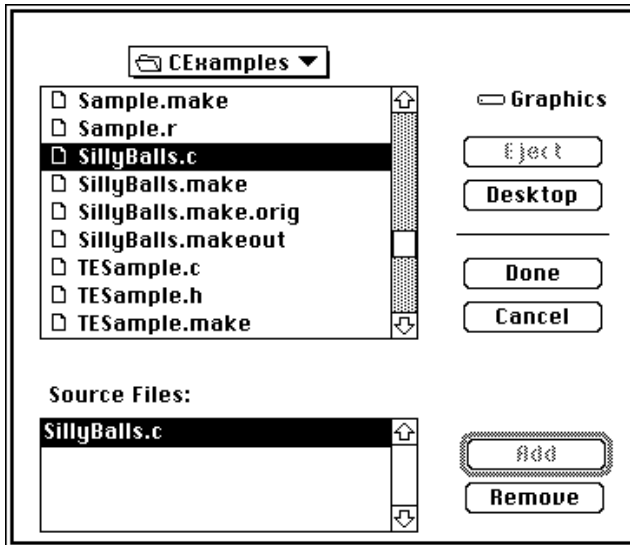 CExamples
Sample.make
Sample.r
SillyBalls.c
SillyBalls.make
SillyBalls.make.orig
SillyBalls.makeout
TESample.c
TESample.h
TESample.make
Graphics
Eject
Desktop
Done
Cancel
Source Files:
SillyBalls.c
Add
Remove